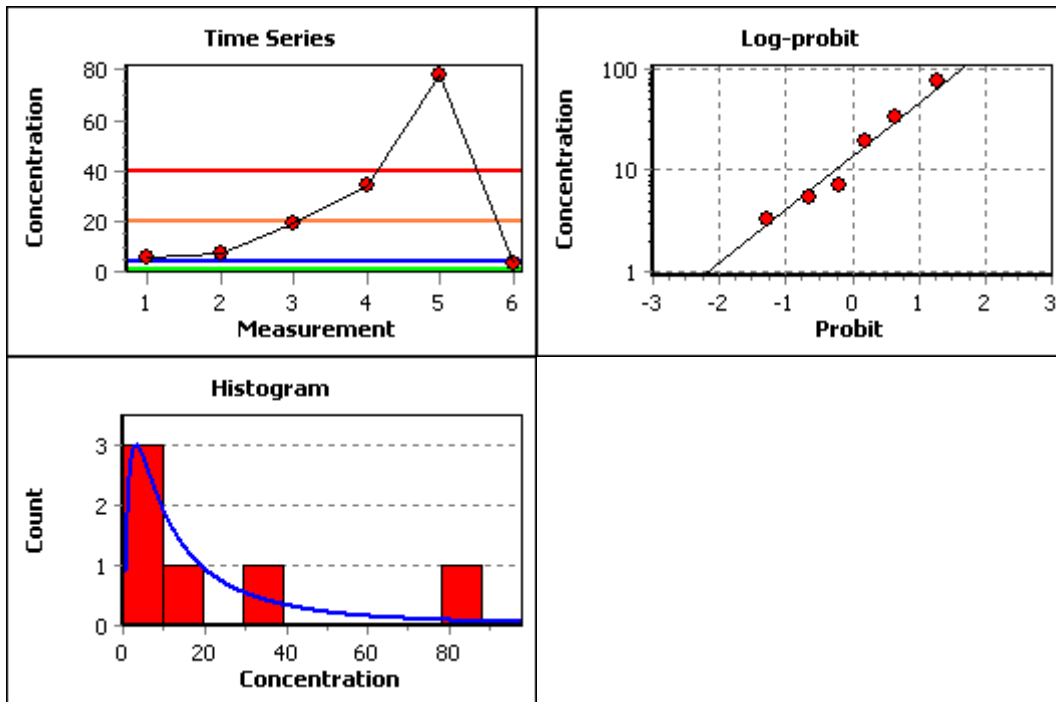 Time Series
Concentration
80
60
40
20
0
1 2 3 4 5 6
Measurement
Log-probit
Concentration
100
10
1
-3 -2 -1 0 1 2 3
Probit
Histogram
Count
3
2
1
0
0 20 40 60 80
Concentration